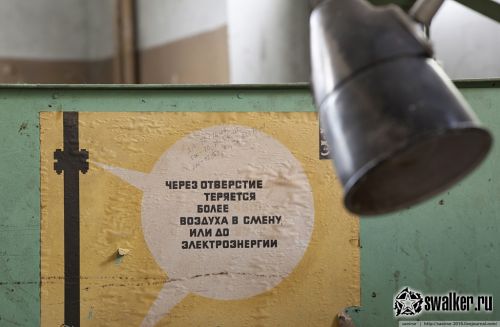 ЧЕРЕЗ ОТВЕРСТИЕ
ТЕРЯЕТСЯ
БОЛЕЕ
ВОЗДУХА В СМЕНУ
ИЛИ ДО
ЭЛЕКТРОЭНЕРГИИ
swalker.ru